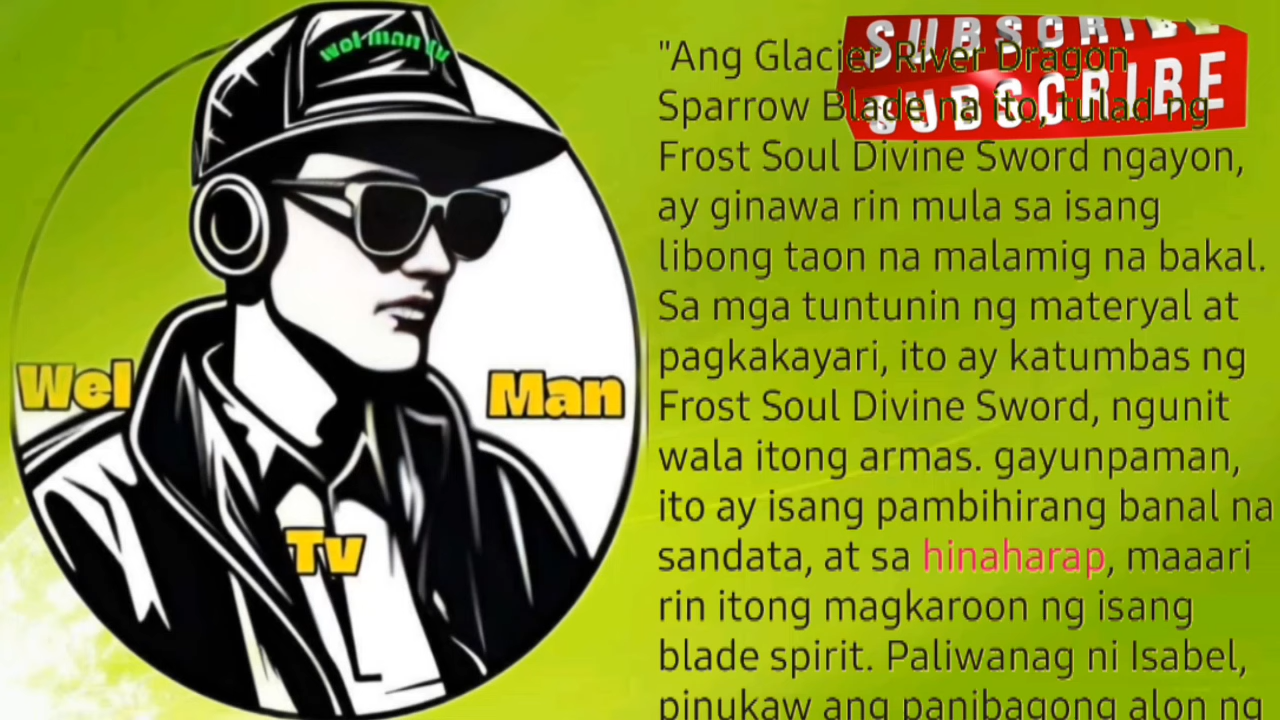 wel man tv
Wel
Man
Tv
SUBSCRIBE
SUBSCRIBE
"Ang Glacier River Dragon
Sparrow Blade na ito, tulad ng
Frost Soul Divine Sword ngayon,
ay ginawa rin mula sa isang
libong taon na malamig na bakal.
Sa mga tuntunin ng materyal at
pagkakayari, ito ay katumbas ng
Frost Soul Divine Sword, ngunit
wala itong armas. gayunpaman,
ito ay isang pambihirang banal na
sandata, at sa hinaharap, maaari
rin itong magkaroon ng isang
blade spirit. Paliwanag ni Isabel,
pinukaw ang panibagong alon ng